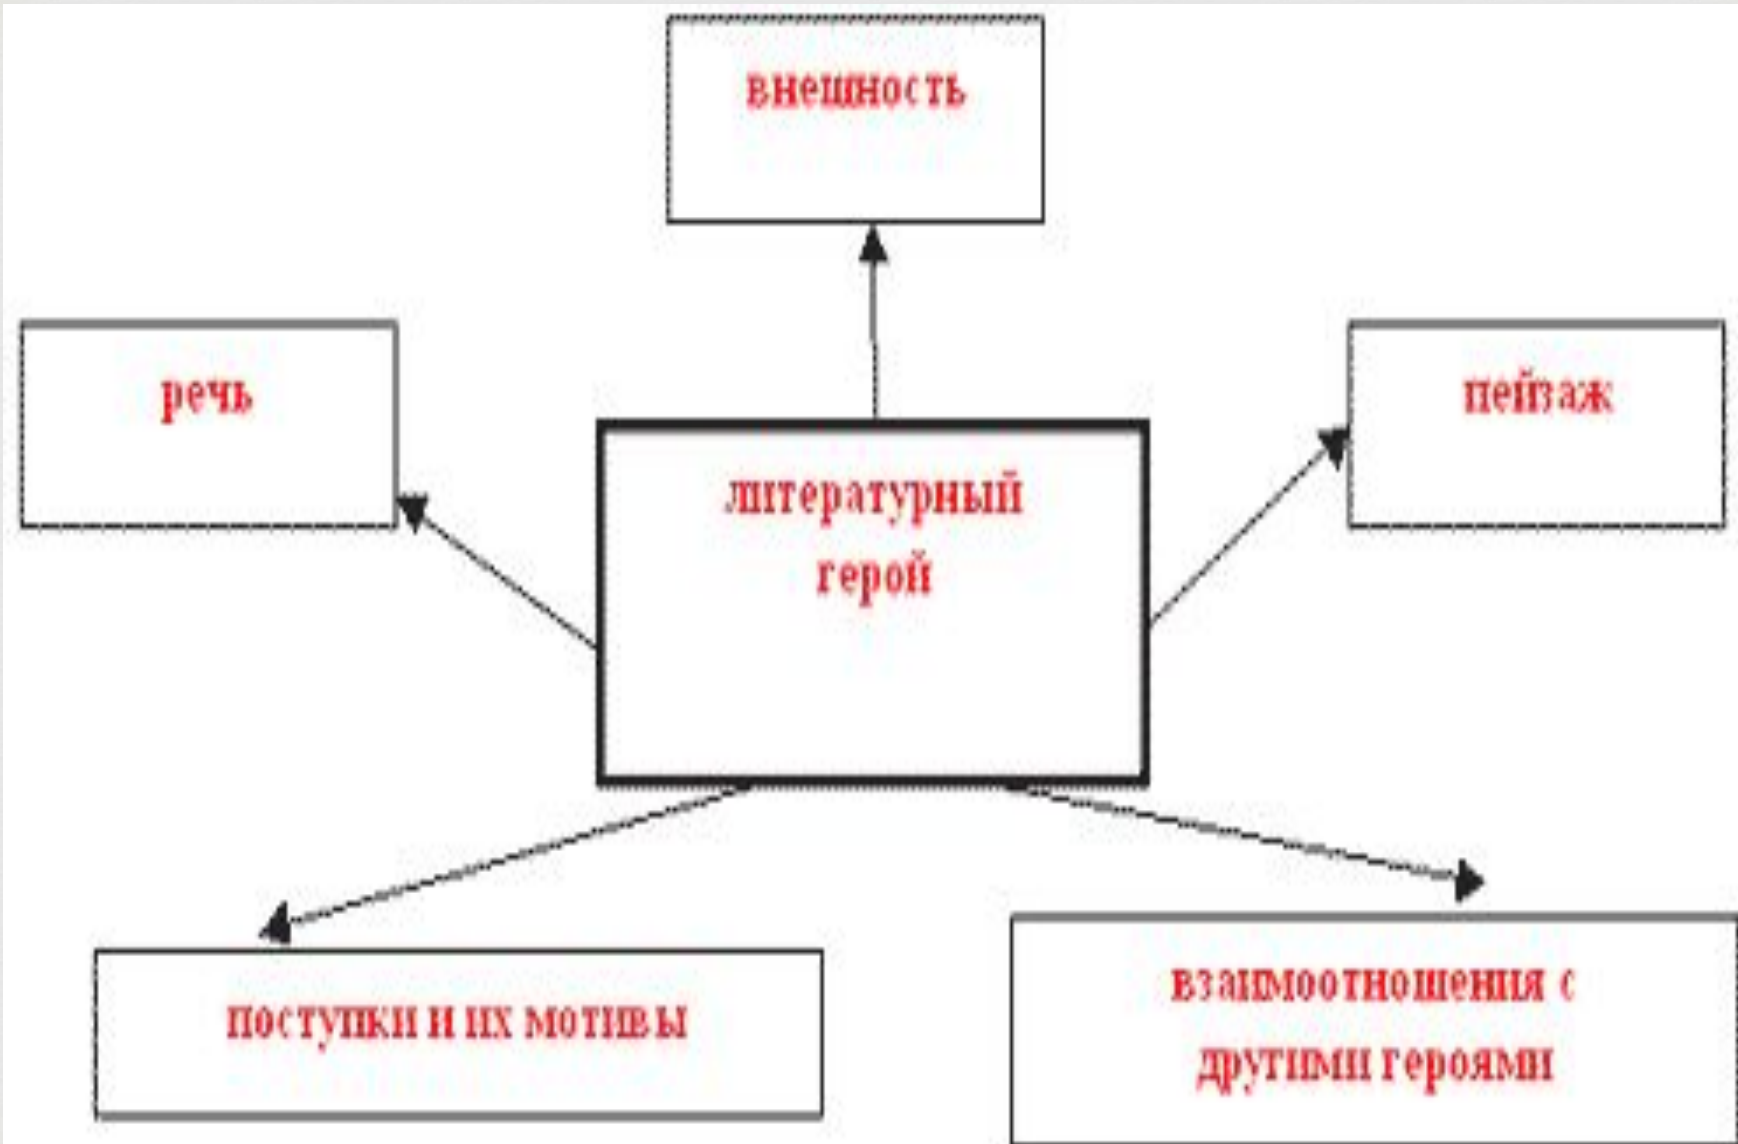 внешность
речь
пейзаж
литературный
герой
поступки и их мотивы
взаимоотношения с
другими героями